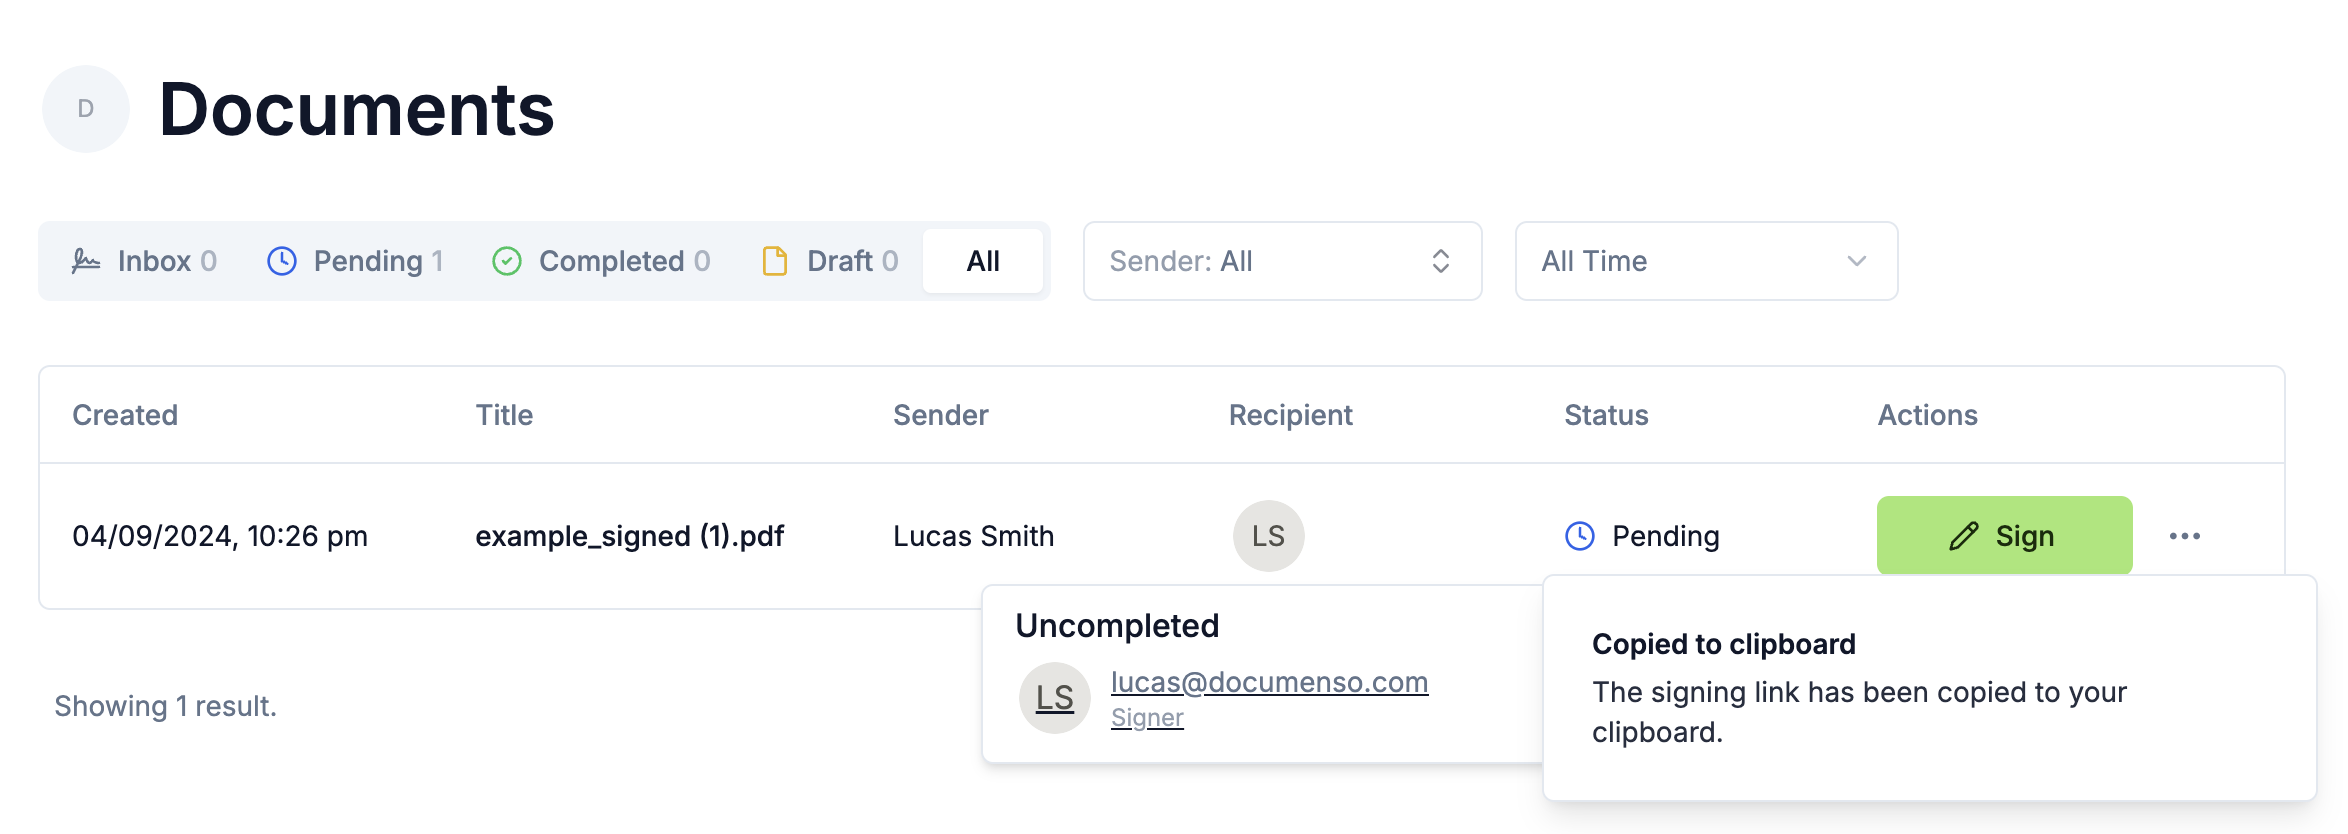 D
Documents
Inbox 0 Pending 1 Completed 0 Draft 0 All Sender: All All Time
Created Title Sender Recipient Status Actions
04/09/2024, 10:26 pm example_signed (1).pdf Lucas Smith LS Pending Sign
Uncompleted
LS lucas@documenso.com
Signer
Copied to clipboard
The signing link has been copied to your
clipboard.
Showing 1 result.